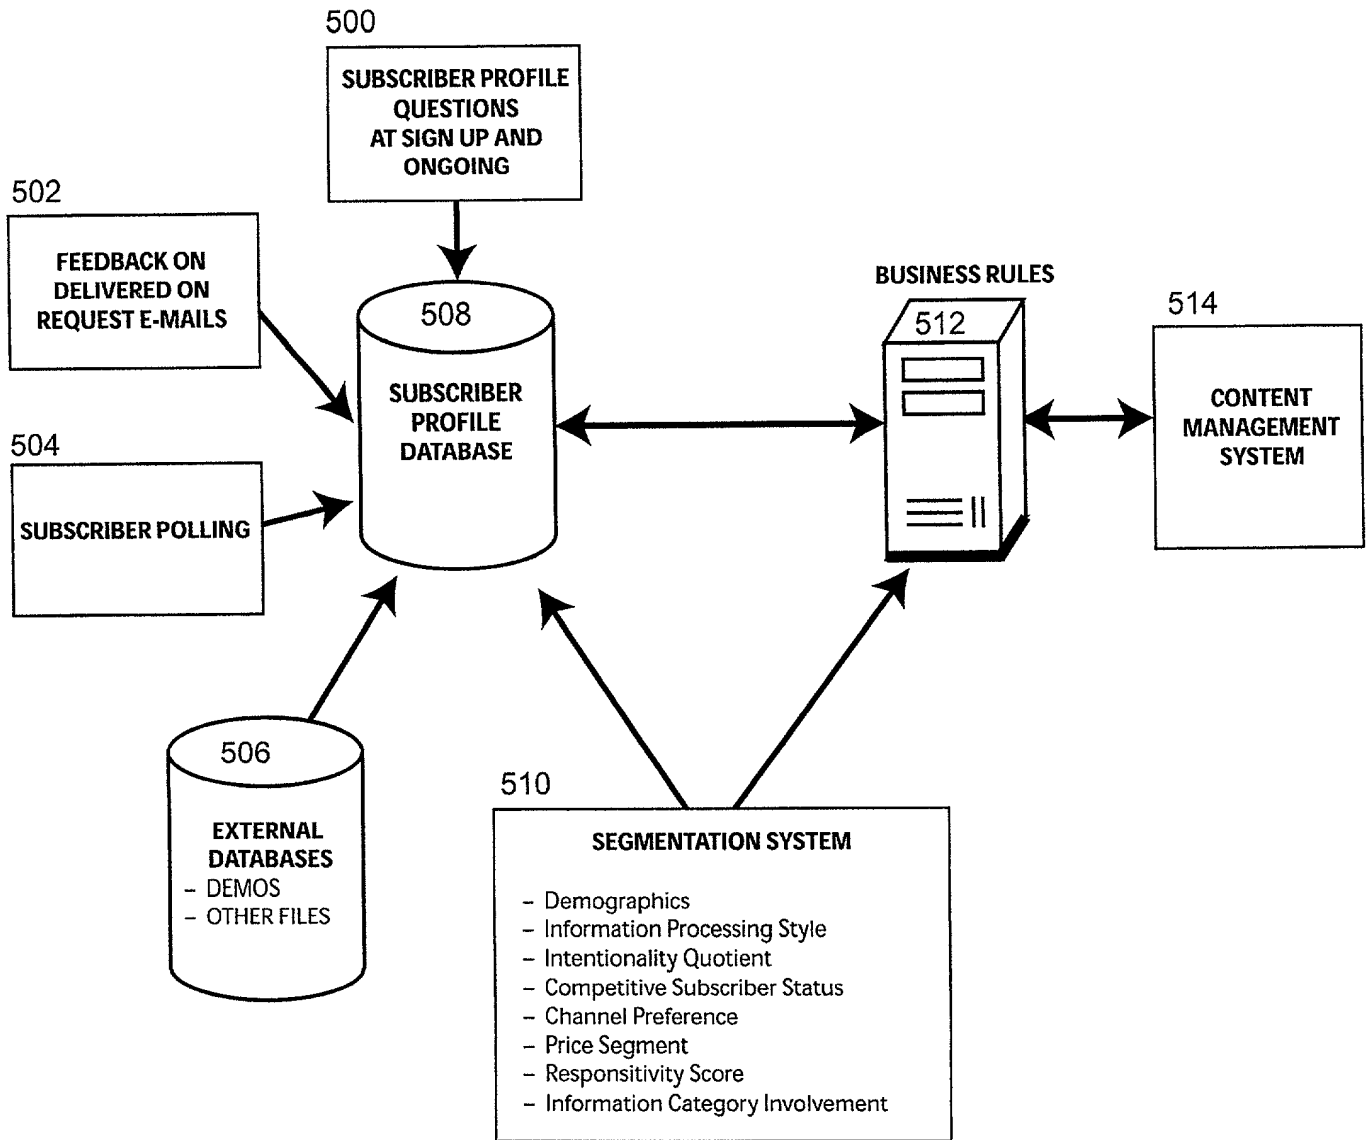 500
SUBSCRIBER PROFILE
QUESTIONS
AT SIGN UP AND
ONGOING
502
FEEDBACK ON
DELIVERED ON
REQUEST E-MAILS
504
SUBSCRIBER POLLING
508
SUBSCRIBER
PROFILE
DATABASE
BUSINESS RULES
512
514
CONTENT
MANAGEMENT
SYSTEM
506
EXTERNAL
DATABASES
– DEMOS
– OTHER FILES
510
SEGMENTATION SYSTEM
– Demographics
– Information Processing Style
– Intentionality Quotient
– Competitive Subscriber Status
– Channel Preference
– Price Segment
– Responsitivity Score
– Information Category Involvement